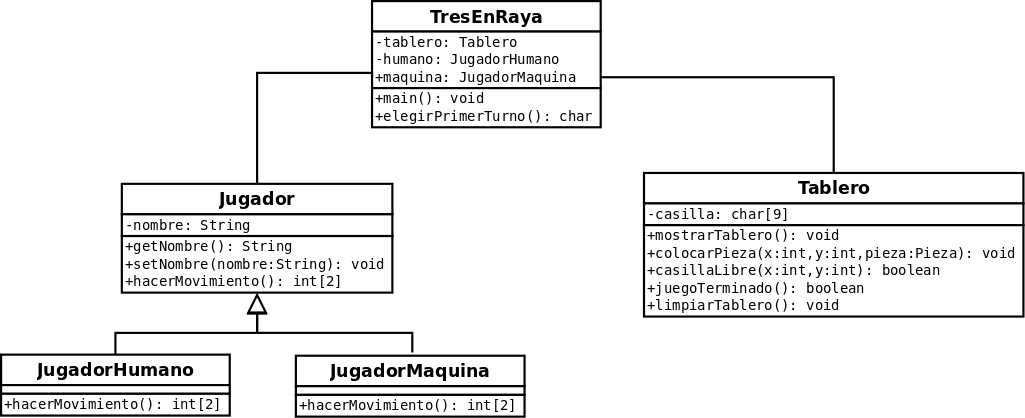 TresEnRaya
-tablero: Tablero
-humano: JugadorHumano
+maquina: JugadorMaquina
+main(): void
+elegirPrimerTurno(): char
Jugador
-nombre: String
+getNombre(): String
+setNombre(nombre:String): void
+hacerMovimiento(): int[2]
Tablero
-casilla: char[9]
+mostrarTablero(): void
+colocarPieza(x:int,y:int,pieza:Pieza): void
+casillaLibre(x:int,y:int): boolean
+juegoTerminado(): boolean
+limpiarTablero(): void
JugadorHumano
+hacerMovimiento(): int[2]
JugadorMaquina
+hacerMovimiento(): int[2]